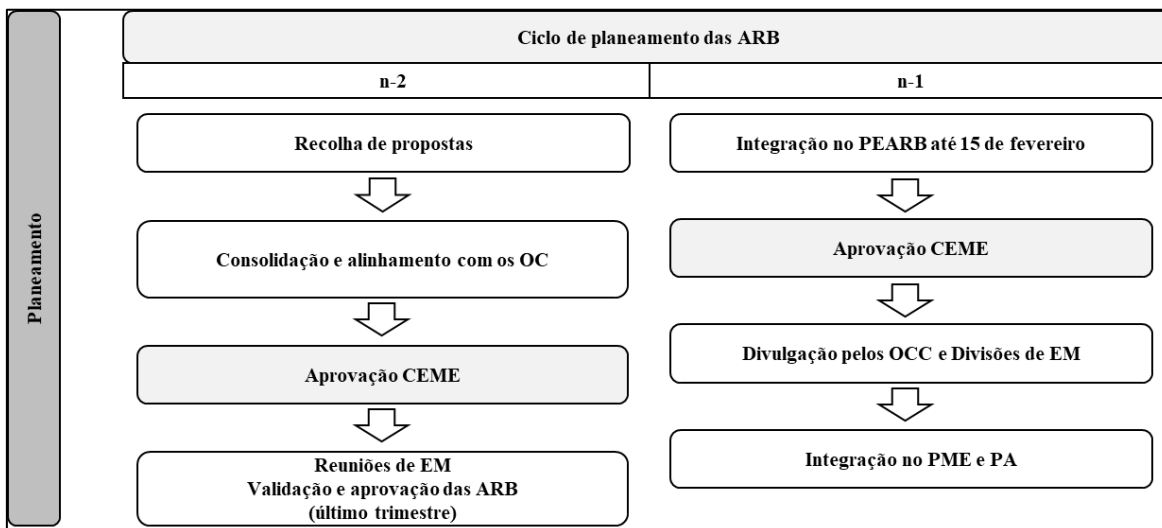 Planeamento
Ciclo de planeamento das ARB
n-2
n-1
Recolha de propostas
Consolidação e alinhamento com os OC
Aprovação CEME
Reuniões de EM
Validação e aprovação das ARB
(último trimestre)
Integração no PEARB até 15 de fevereiro
Aprovação CEME
Divulgação pelos OCC e Divisões de EM
Integração no PME e PA